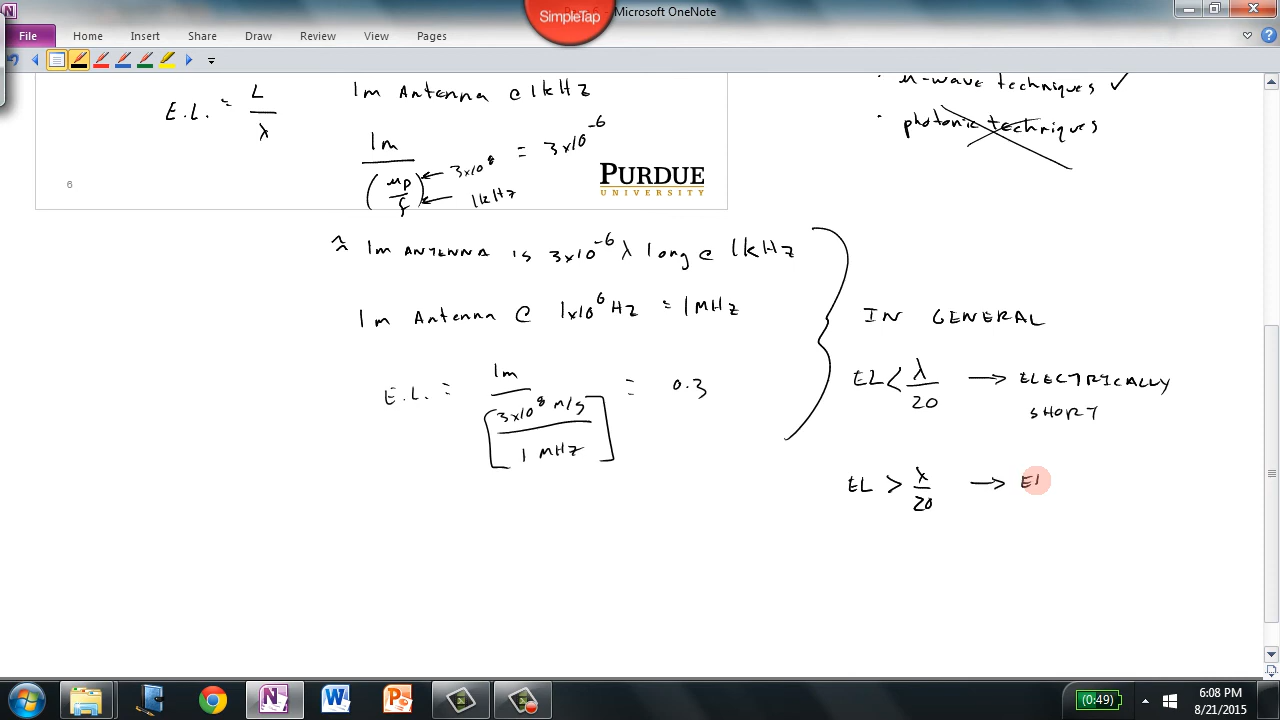 SimpleTap
Microsoft OneNote
File Home Insert Share Draw Review View Pages
E.L. = L / λ
1m Antenna @ 1kHz
1m / (μp / f) ← 3x10^8 ← 1kHz = 3x10^-6
μ-wave techniques ✓
photonic techniques
6
PURDUE
UNIVERSITY
1m ANTENNA is 3x10^-6 λ long @ 1kHz
1m Antenna @ 1x10^6 Hz = 1MHz
E.L. = 1m / [3x10^8 m/s / 1 MHz] = 0.3
IN GENERAL
EL < λ/20 → ELECTRICALLY
SHORT
EL > λ/20 → El
(0:49)
6:08 PM
8/21/2015